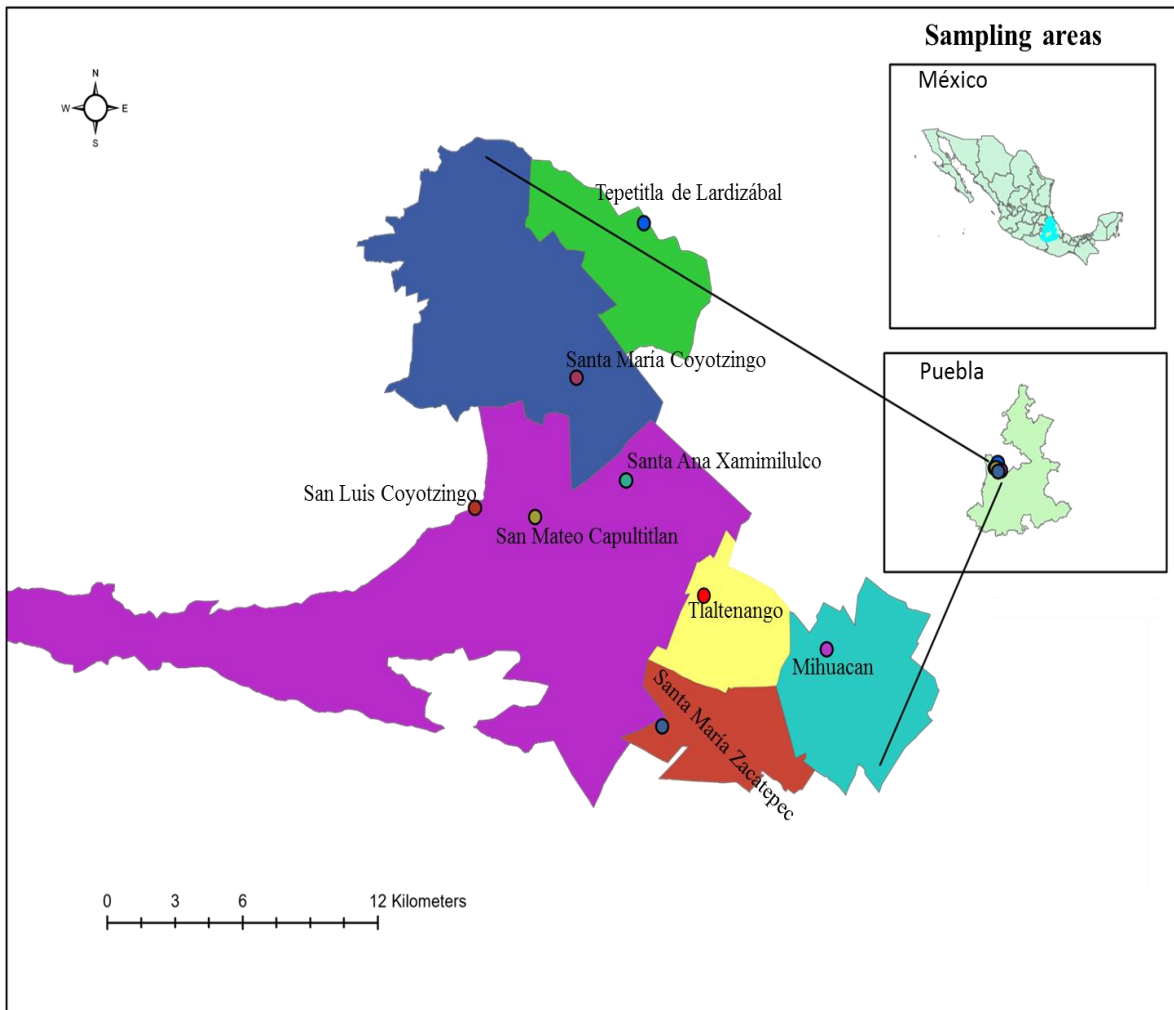 Sampling areas
México
N
W E
S
Tepetitla de Lardizábal
Puebla
Santa María Coyotzingo
Santa Ana Xamimilulco
San Luis Coyotzingo
San Mateo Capultitlan
Tlaltenango
Mihuacan
Santa María Zacatepec
0 3 6 12 Kilometers